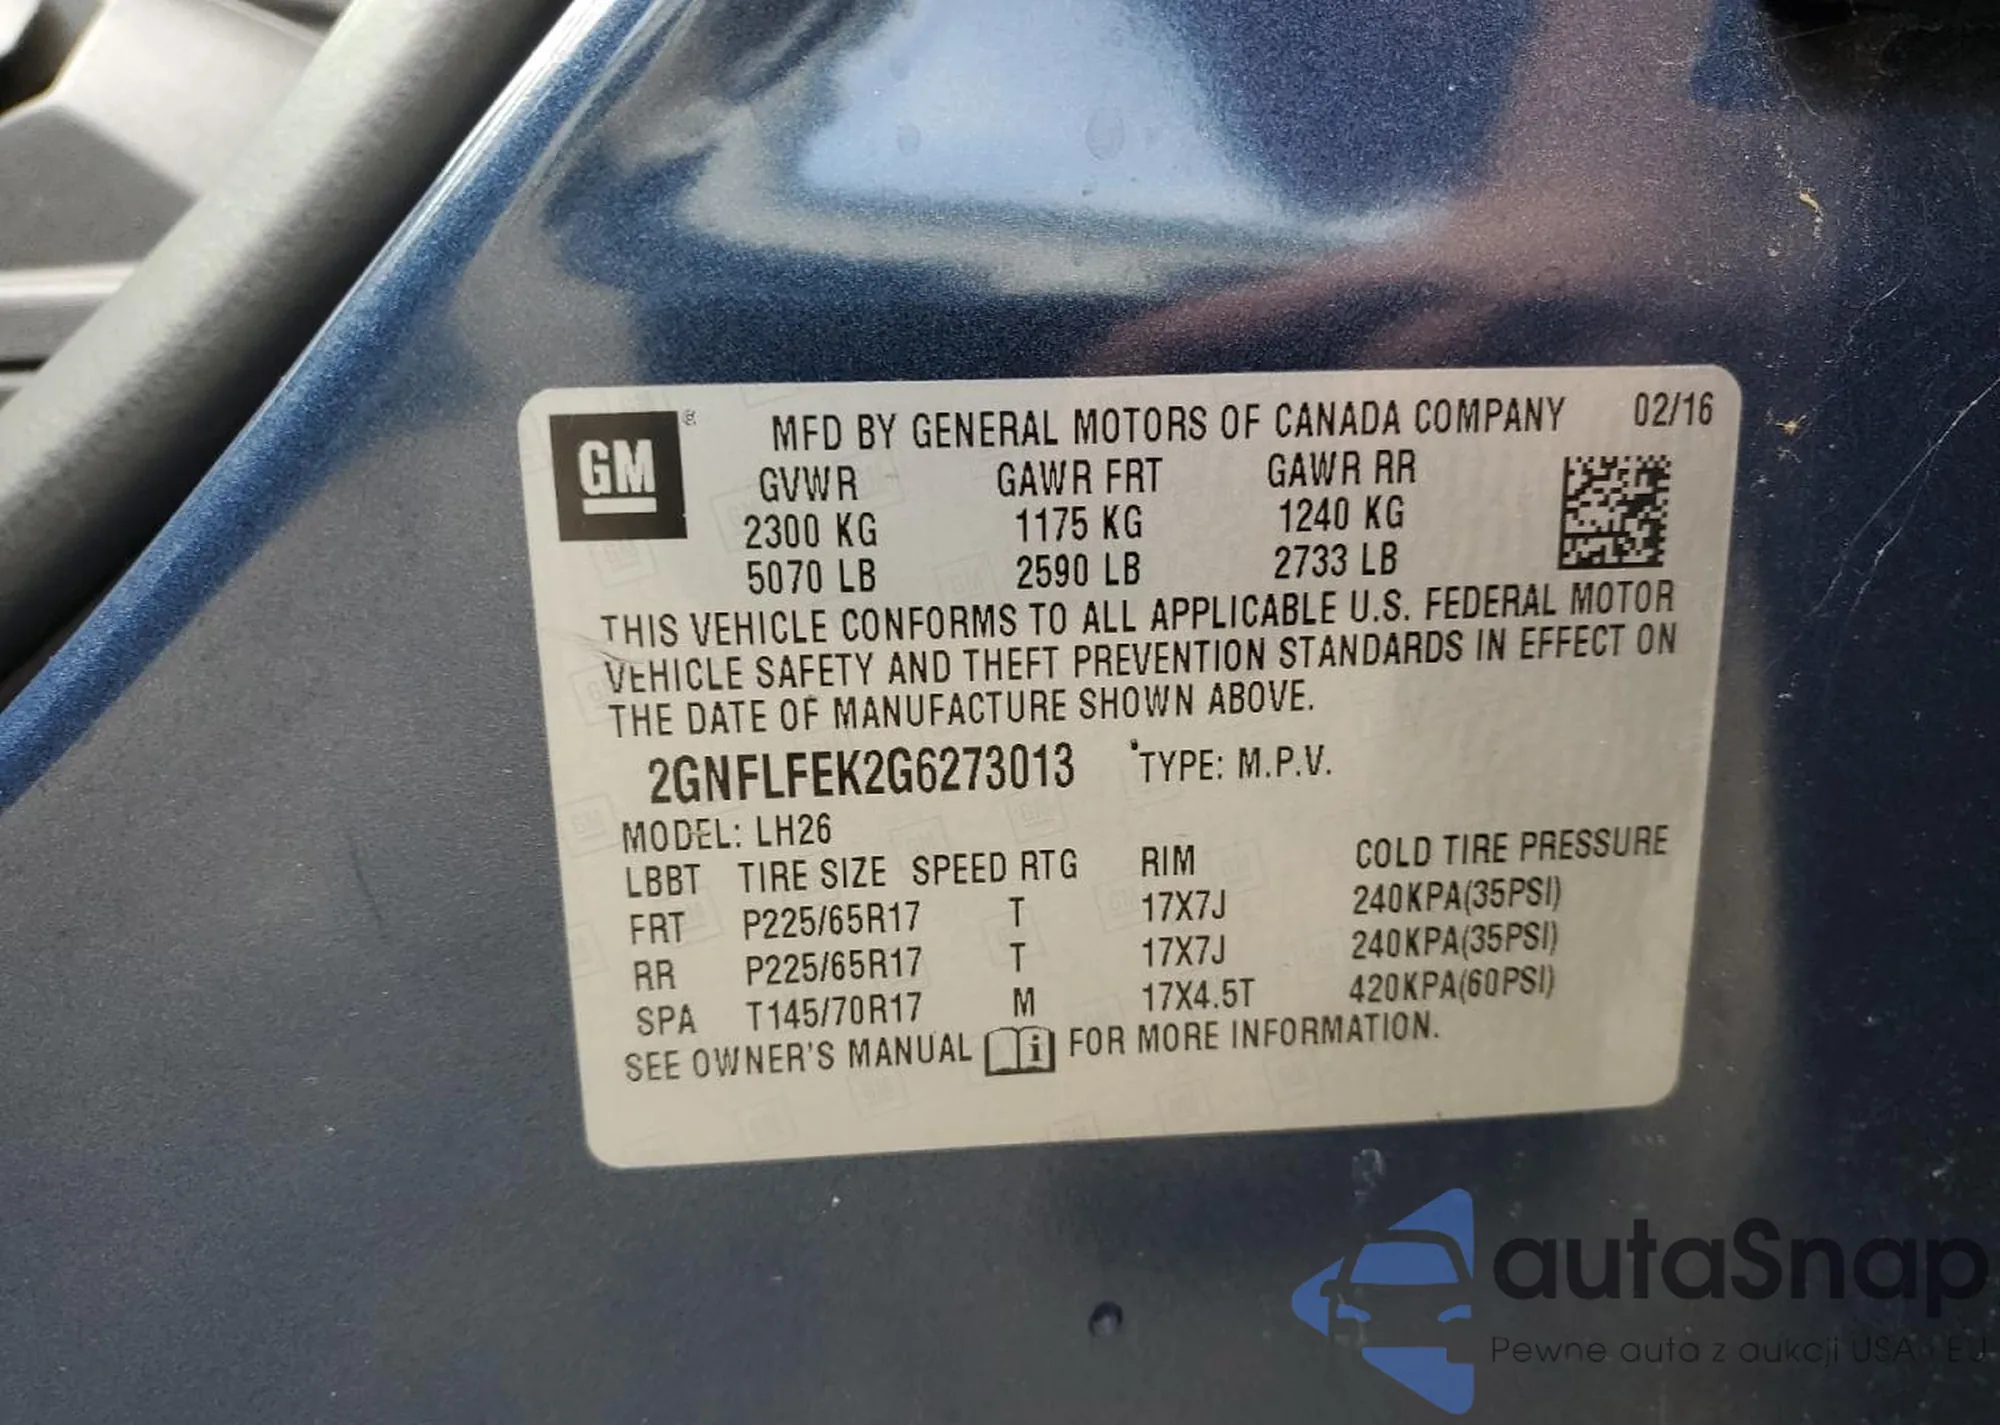 GM ®
MFD BY GENERAL MOTORS OF CANADA COMPANY 02/16
GVWR GAWR FRT GAWR RR
2300 KG 1175 KG 1240 KG
5070 LB 2590 LB 2733 LB
THIS VEHICLE CONFORMS TO ALL APPLICABLE U.S. FEDERAL MOTOR
VEHICLE SAFETY AND THEFT PREVENTION STANDARDS IN EFFECT ON
THE DATE OF MANUFACTURE SHOWN ABOVE.
2GNFLFEK2G6273013 TYPE: M.P.V.
MODEL: LH26
LBBT TIRE SIZE SPEED RTG RIM COLD TIRE PRESSURE
FRT P225/65R17 T 17X7J 240KPA(35PSI)
RR P225/65R17 T 17X7J 240KPA(35PSI)
SPA T145/70R17 M 17X4.5T 420KPA(60PSI)
SEE OWNER'S MANUAL i FOR MORE INFORMATION.
autaSnap
Pewne auta z aukcji USA i EU